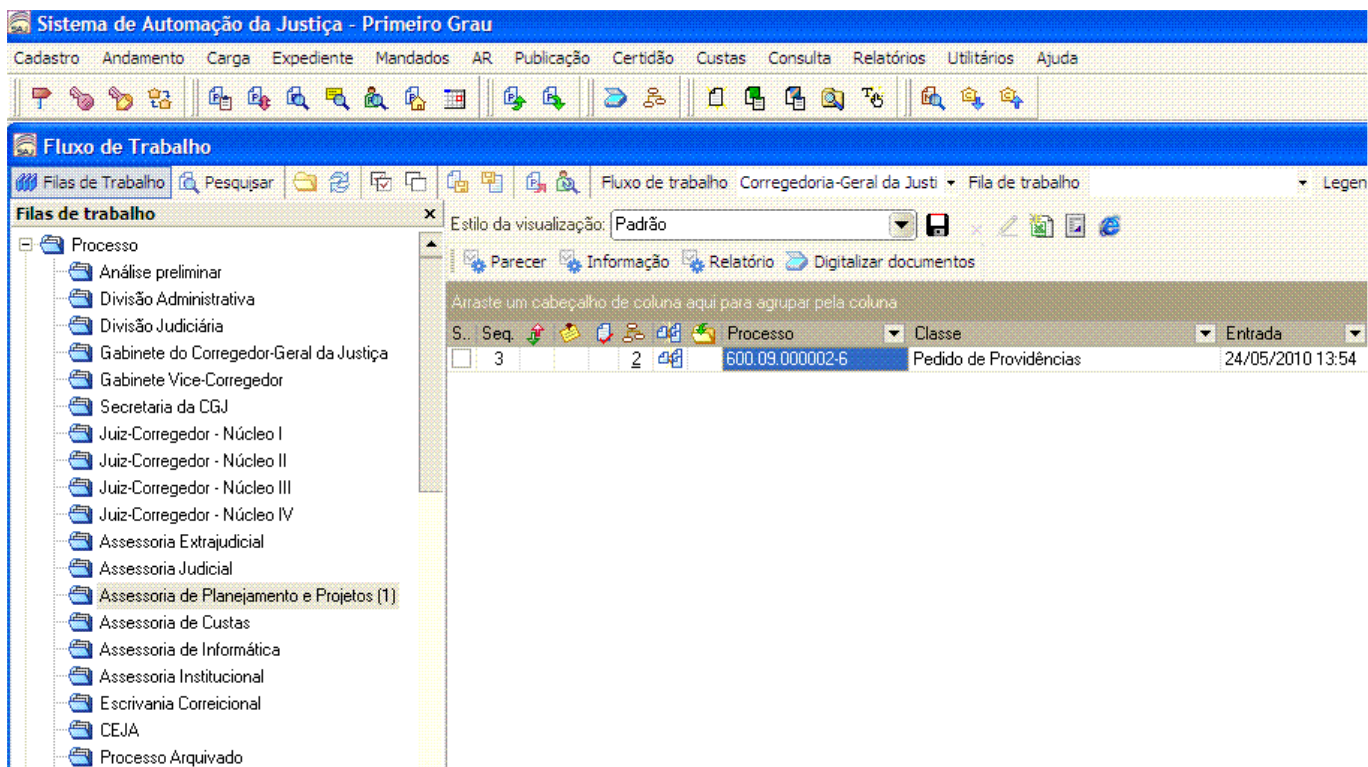 Sistema de Automação da Justiça - Primeiro Grau
Cadastro Andamento Carga Expediente Mandados AR Publicação Certidão Custas Consulta Relatórios Utilitários Ajuda
Fluxo de Trabalho
Filas de Trabalho Pesquisar Fluxo de trabalho Corregedoria-Geral da Justi Fila de trabalho Legen
Filas de trabalho x
Estilo da visualização: Padrão
Processo
Parecer Informação Relatório Digitalizar documentos
Análise preliminar
Divisão Administrativa
Arraste um cabeçalho de coluna aqui para agrupar pela coluna
Divisão Judiciária
S.. Seq. Processo Classe Entrada
Gabinete do Corregedor-Geral da Justiça
3 2 600.09.000002-6 Pedido de Providências 24/05/2010 13:54
Gabinete Vice-Corregedor
Secretaria da CGJ
Juiz-Corregedor - Núcleo I
Juiz-Corregedor - Núcleo II
Juiz-Corregedor - Núcleo III
Juiz-Corregedor - Núcleo IV
Assessoria Extrajudicial
Assessoria Judicial
Assessoria de Planejamento e Projetos (1)
Assessoria de Custas
Assessoria de Informática
Assessoria Institucional
Escrivania Correicional
CEJA
Processo Arquivado